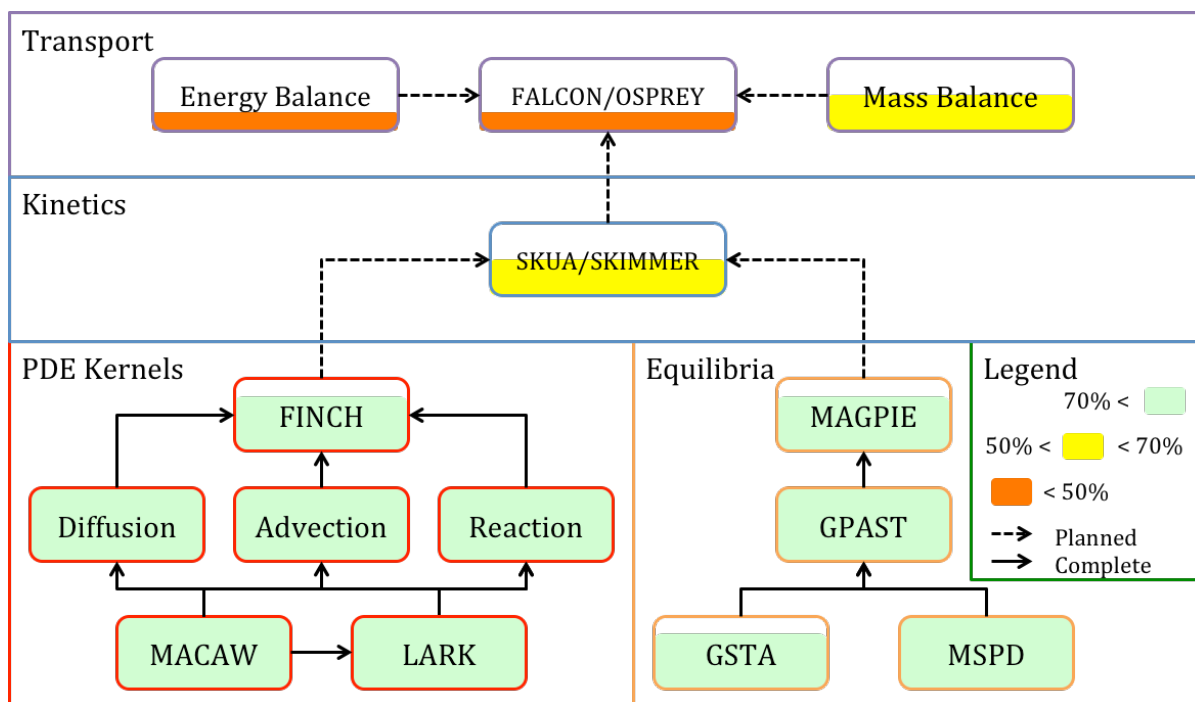 Transport
Energy Balance
FALCON/OSPREY
Mass Balance
Kinetics
SKUA/SKIMMER
PDE Kernels
FINCH
Diffusion
Advection
Reaction
MACAW
LARK
Equilibria
MAGPIE
GPAST
GSTA
MSPD
Legend
70% <
50% < < 70%
< 50%
Planned
Complete